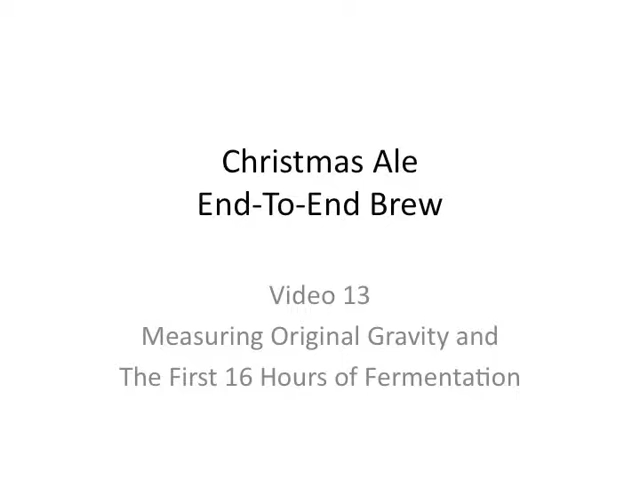 Christmas Ale
End-To-End Brew
Video 13
Measuring Original Gravity and
The First 16 Hours of Fermentation